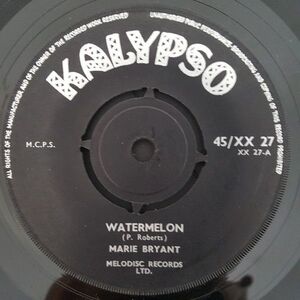 ALL RIGHTS OF THE MANUFACTURER AND OF THE OWNER OF THE RECORDED WORK RESERVED
UNAUTHORISED PUBLIC PERFORMANCE BROADCASTING AND COPYING OF THIS RECORD PROHIBITED
KALYPSO
M.C.P.S.
45/XX 27
XX 27-A
WATERMELON
(P. Roberts)
MARIE BRYANT
MELODISC RECORDS
LTD.